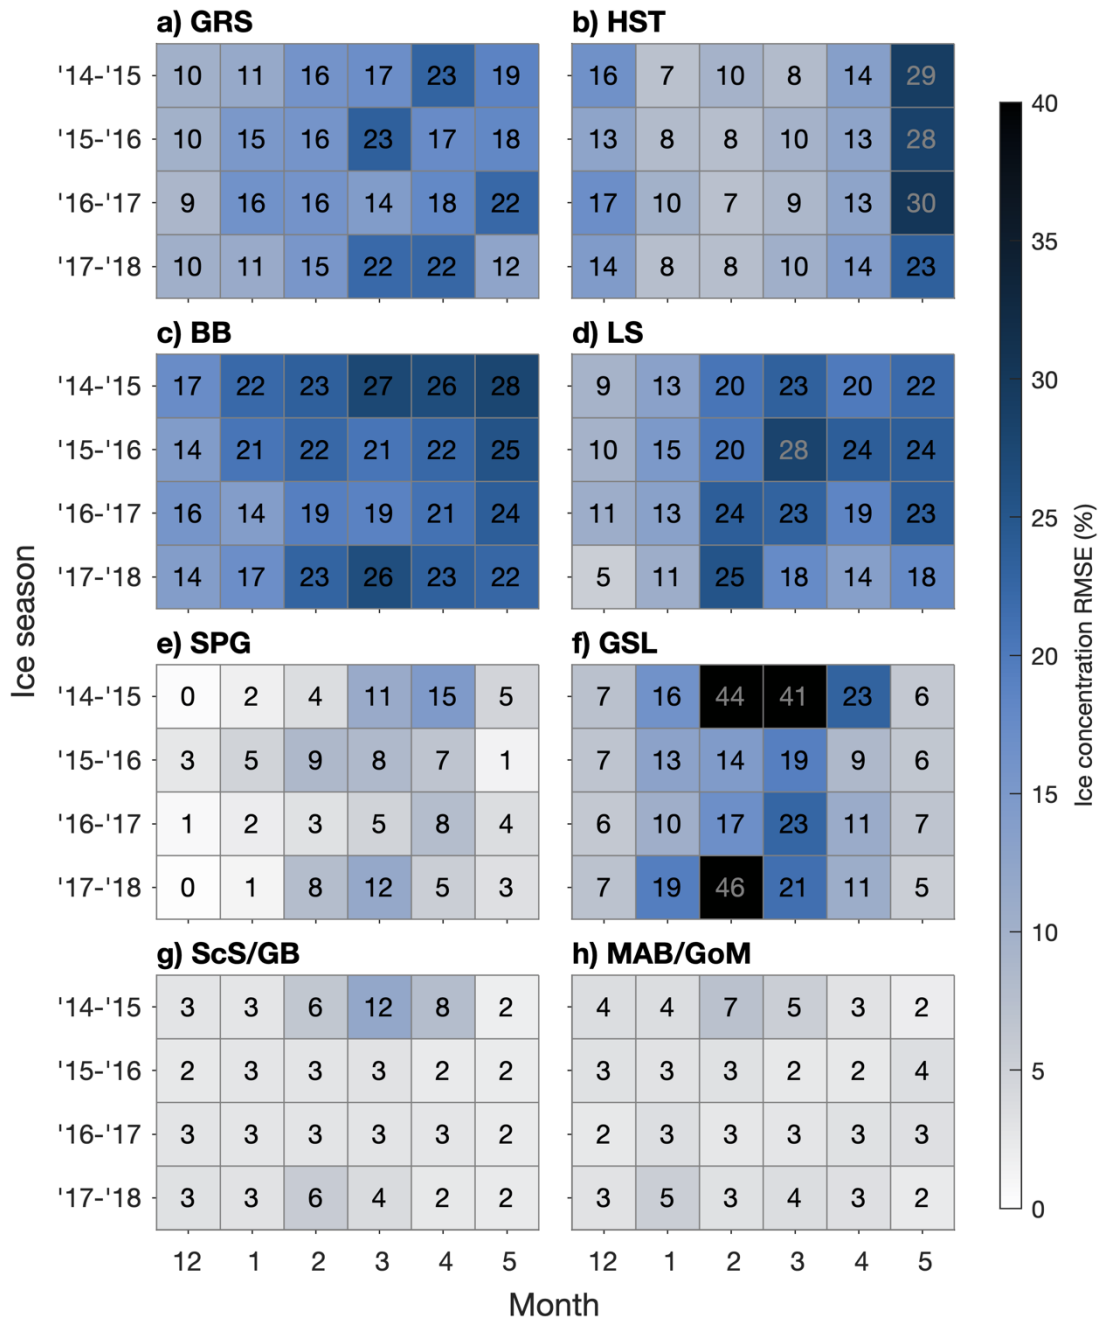 a) GRS
b) HST
'14-'15 10 11 16 17 23 19 16 7 10 8 14 29
'15-'16 10 15 16 23 17 18 13 8 8 10 13 28
'16-'17 9 16 16 14 18 22 17 10 7 9 13 30
'17-'18 10 11 15 22 22 12 14 8 8 10 14 23
c) BB
d) LS
'14-'15 17 22 23 27 26 28 9 13 20 23 20 22
'15-'16 14 21 22 21 22 25 10 15 20 28 24 24
'16-'17 16 14 19 19 21 24 11 13 24 23 19 23
'17-'18 14 17 23 26 23 22 5 11 25 18 14 18
e) SPG
f) GSL
'14-'15 0 2 4 11 15 5 7 16 44 41 23 6
'15-'16 3 5 9 8 7 1 7 13 14 19 9 6
'16-'17 1 2 3 5 8 4 6 10 17 23 11 7
'17-'18 0 1 8 12 5 3 7 19 46 21 11 5
g) ScS/GB
h) MAB/GoM
'14-'15 3 3 6 12 8 2 4 4 7 5 3 2
'15-'16 2 3 3 3 2 2 3 3 3 2 2 4
'16-'17 3 3 3 3 3 2 2 3 3 3 3 3
'17-'18 3 3 6 4 2 2 3 5 3 4 3 2
12 1 2 3 4 5 12 1 2 3 4 5
Month
Ice season
40
35
30
25
20
15
10
5
0
Ice concentration RMSE (%)